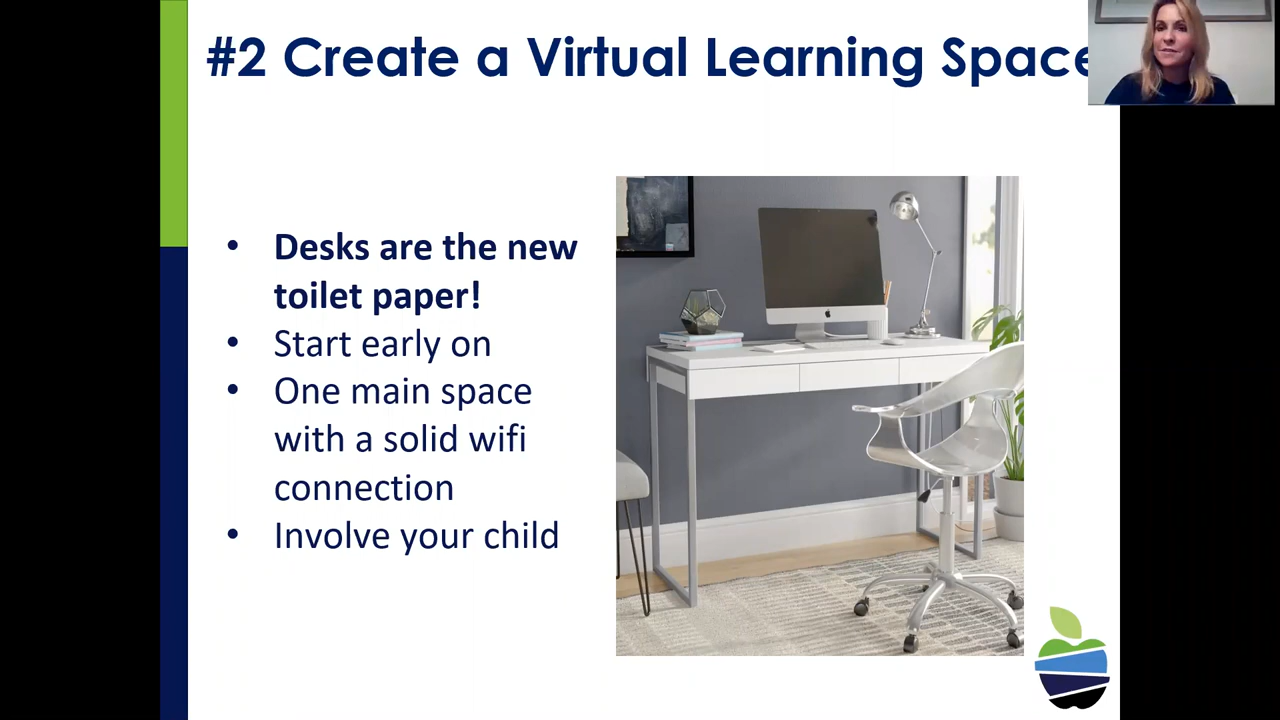 #2 Create a Virtual Learning Space
• Desks are the new
toilet paper!
• Start early on
• One main space
with a solid wifi
connection
• Involve your child